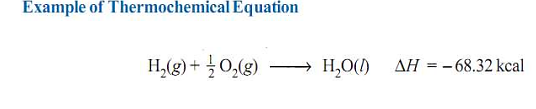 Example of Thermochemical Equation
H₂(g) + ½ O₂(g) ⟶ H₂O(l) ΔH = −68.32 kcal